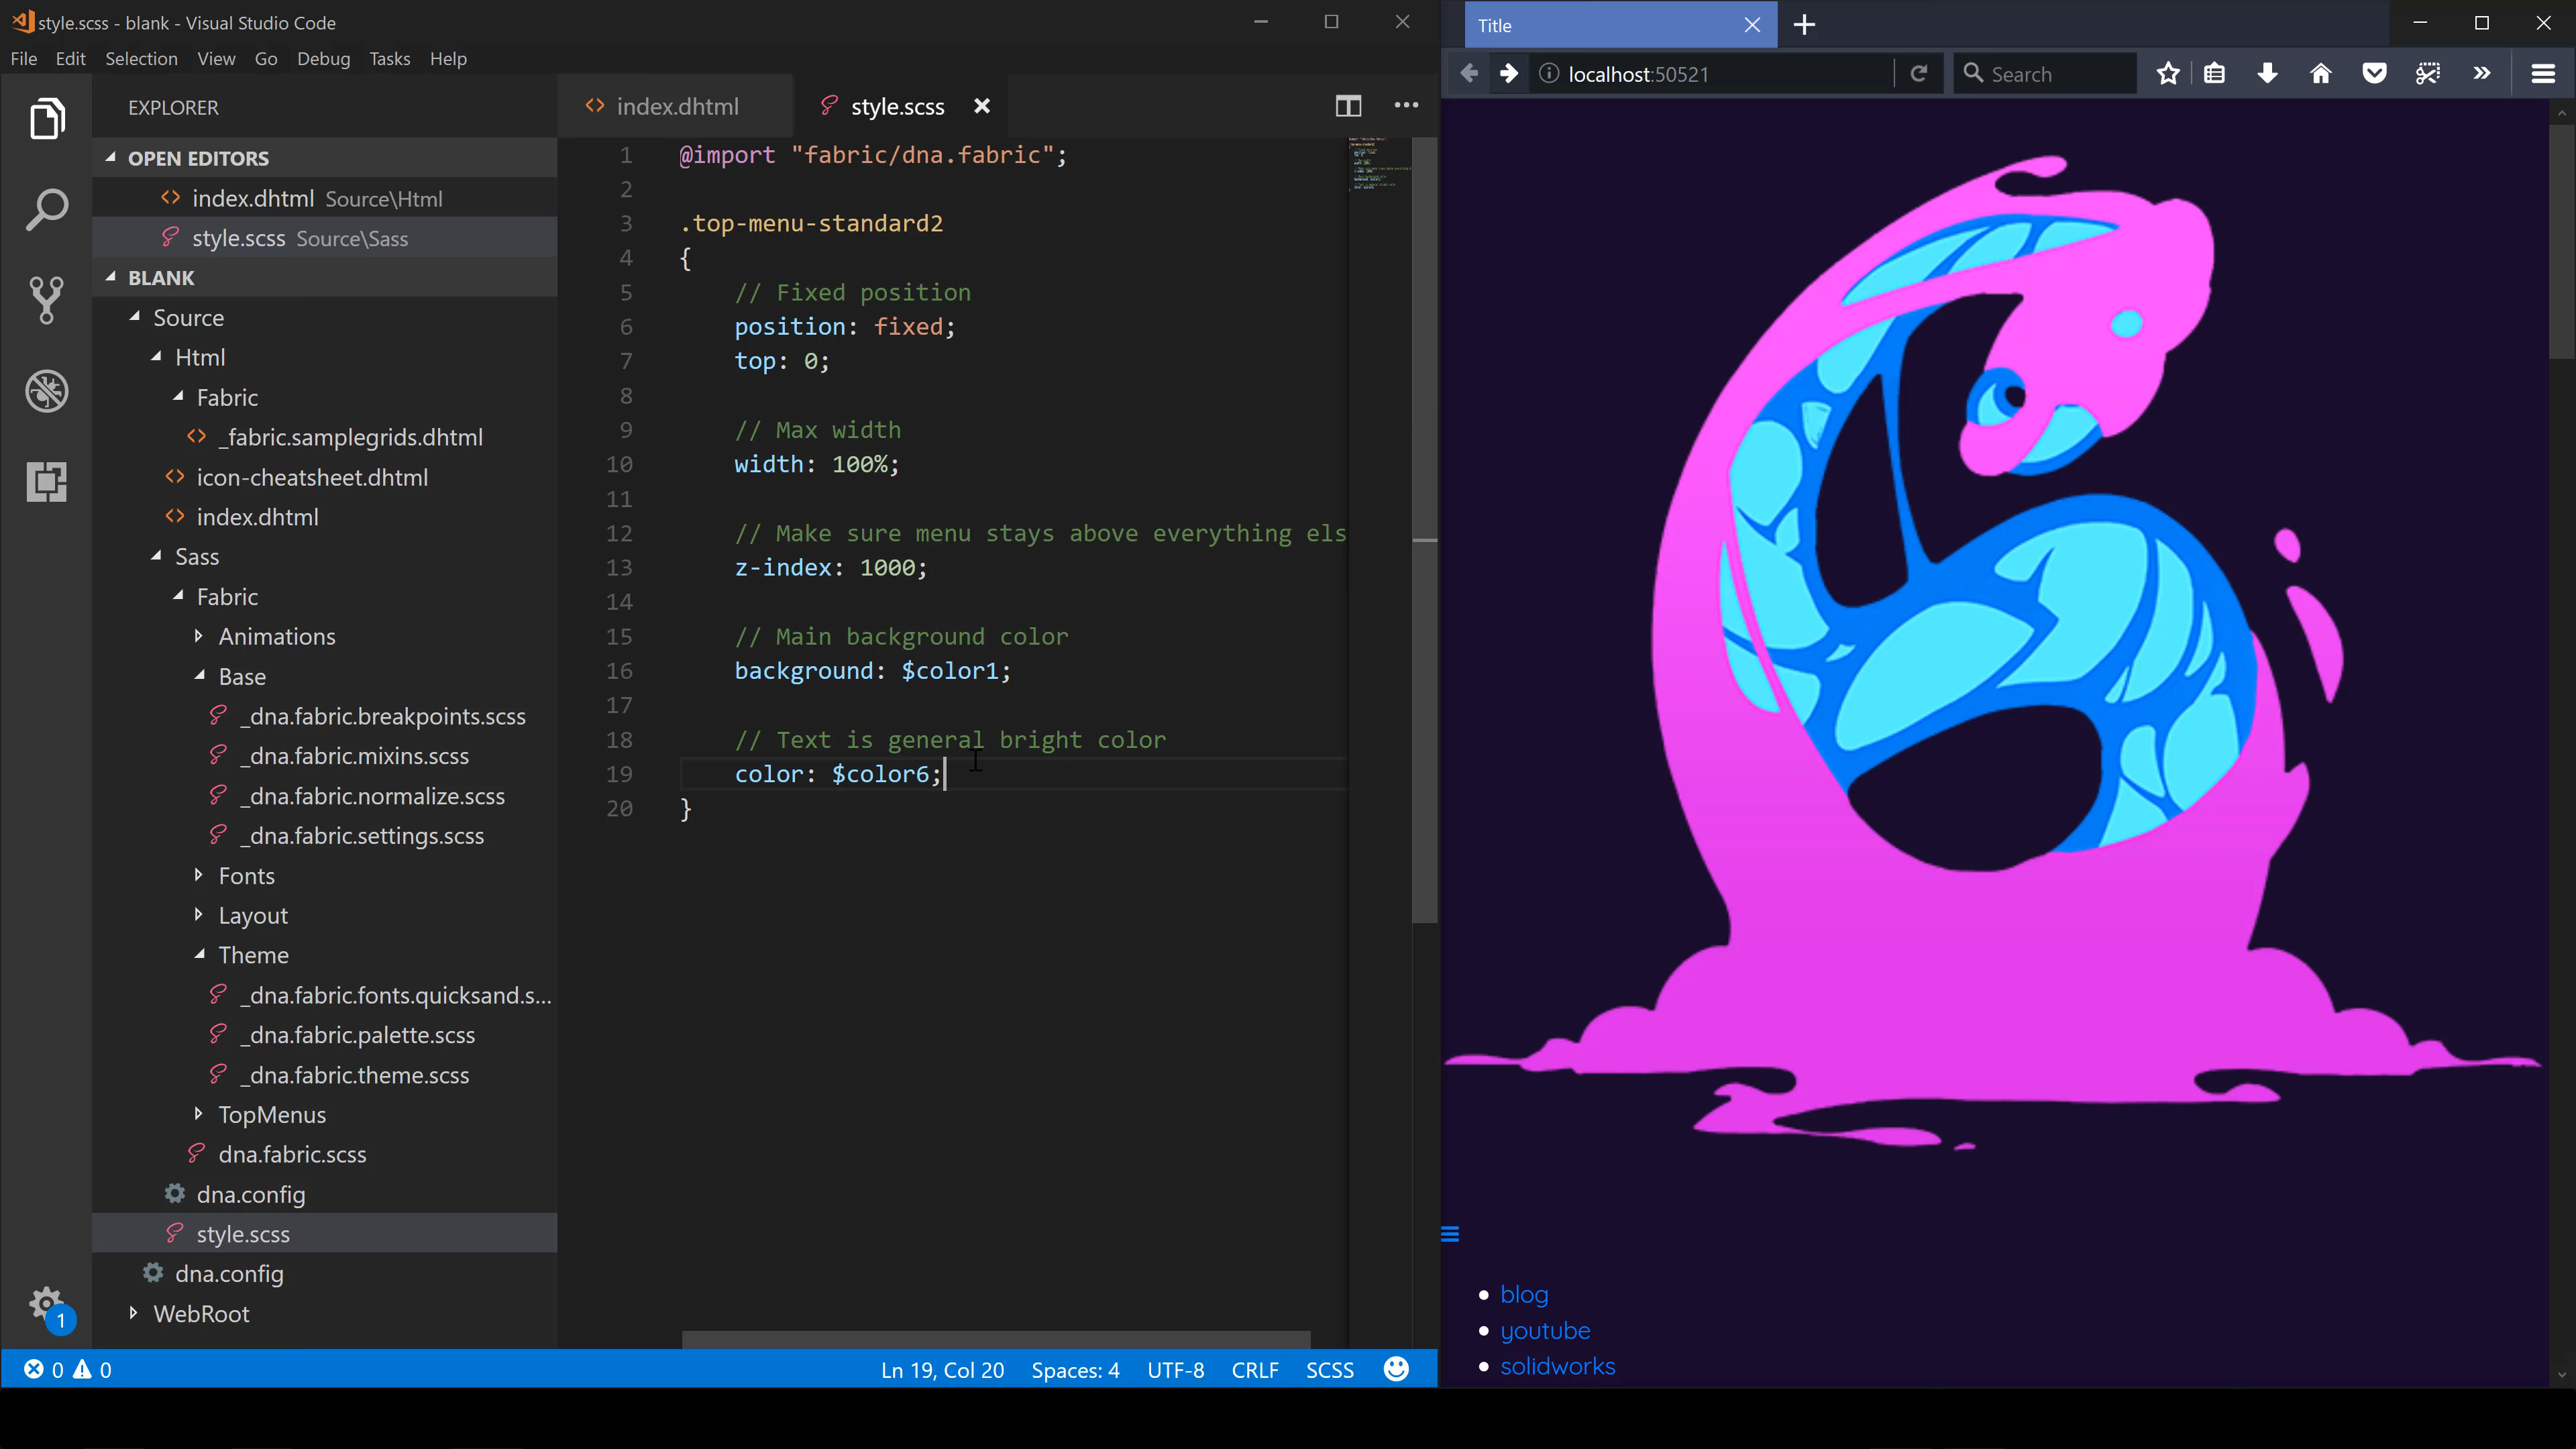 style.scss - blank - Visual Studio Code
File Edit Selection View Go Debug Tasks Help
EXPLORER
OPEN EDITORS
index.dhtml Source\Html
style.scss Source\Sass
BLANK
Source
Html
Fabric
_fabric.samplegrids.dhtml
icon-cheatsheet.dhtml
index.dhtml
Sass
Fabric
Animations
Base
_dna.fabric.breakpoints.scss
_dna.fabric.mixins.scss
_dna.fabric.normalize.scss
_dna.fabric.settings.scss
Fonts
Layout
Theme
_dna.fabric.fonts.quicksand.s...
_dna.fabric.palette.scss
_dna.fabric.theme.scss
TopMenus
dna.fabric.scss
dna.config
style.scss
dna.config
WebRoot
1
index.dhtml style.scss
1 @import "fabric/dna.fabric";
2
3 .top-menu-standard2
4 {
5 // Fixed position
6 position: fixed;
7 top: 0;
8
9 // Max width
10 width: 100%;
11
12 // Make sure menu stays above everything els
13 z-index: 1000;
14
15 // Main background color
16 background: $color1;
17
18 // Text is general bright color
19 color: $color6;
20 }
0 0 Ln 19, Col 20 Spaces: 4 UTF-8 CRLF SCSS
Title
localhost:50521 Search
blog
youtube
solidworks